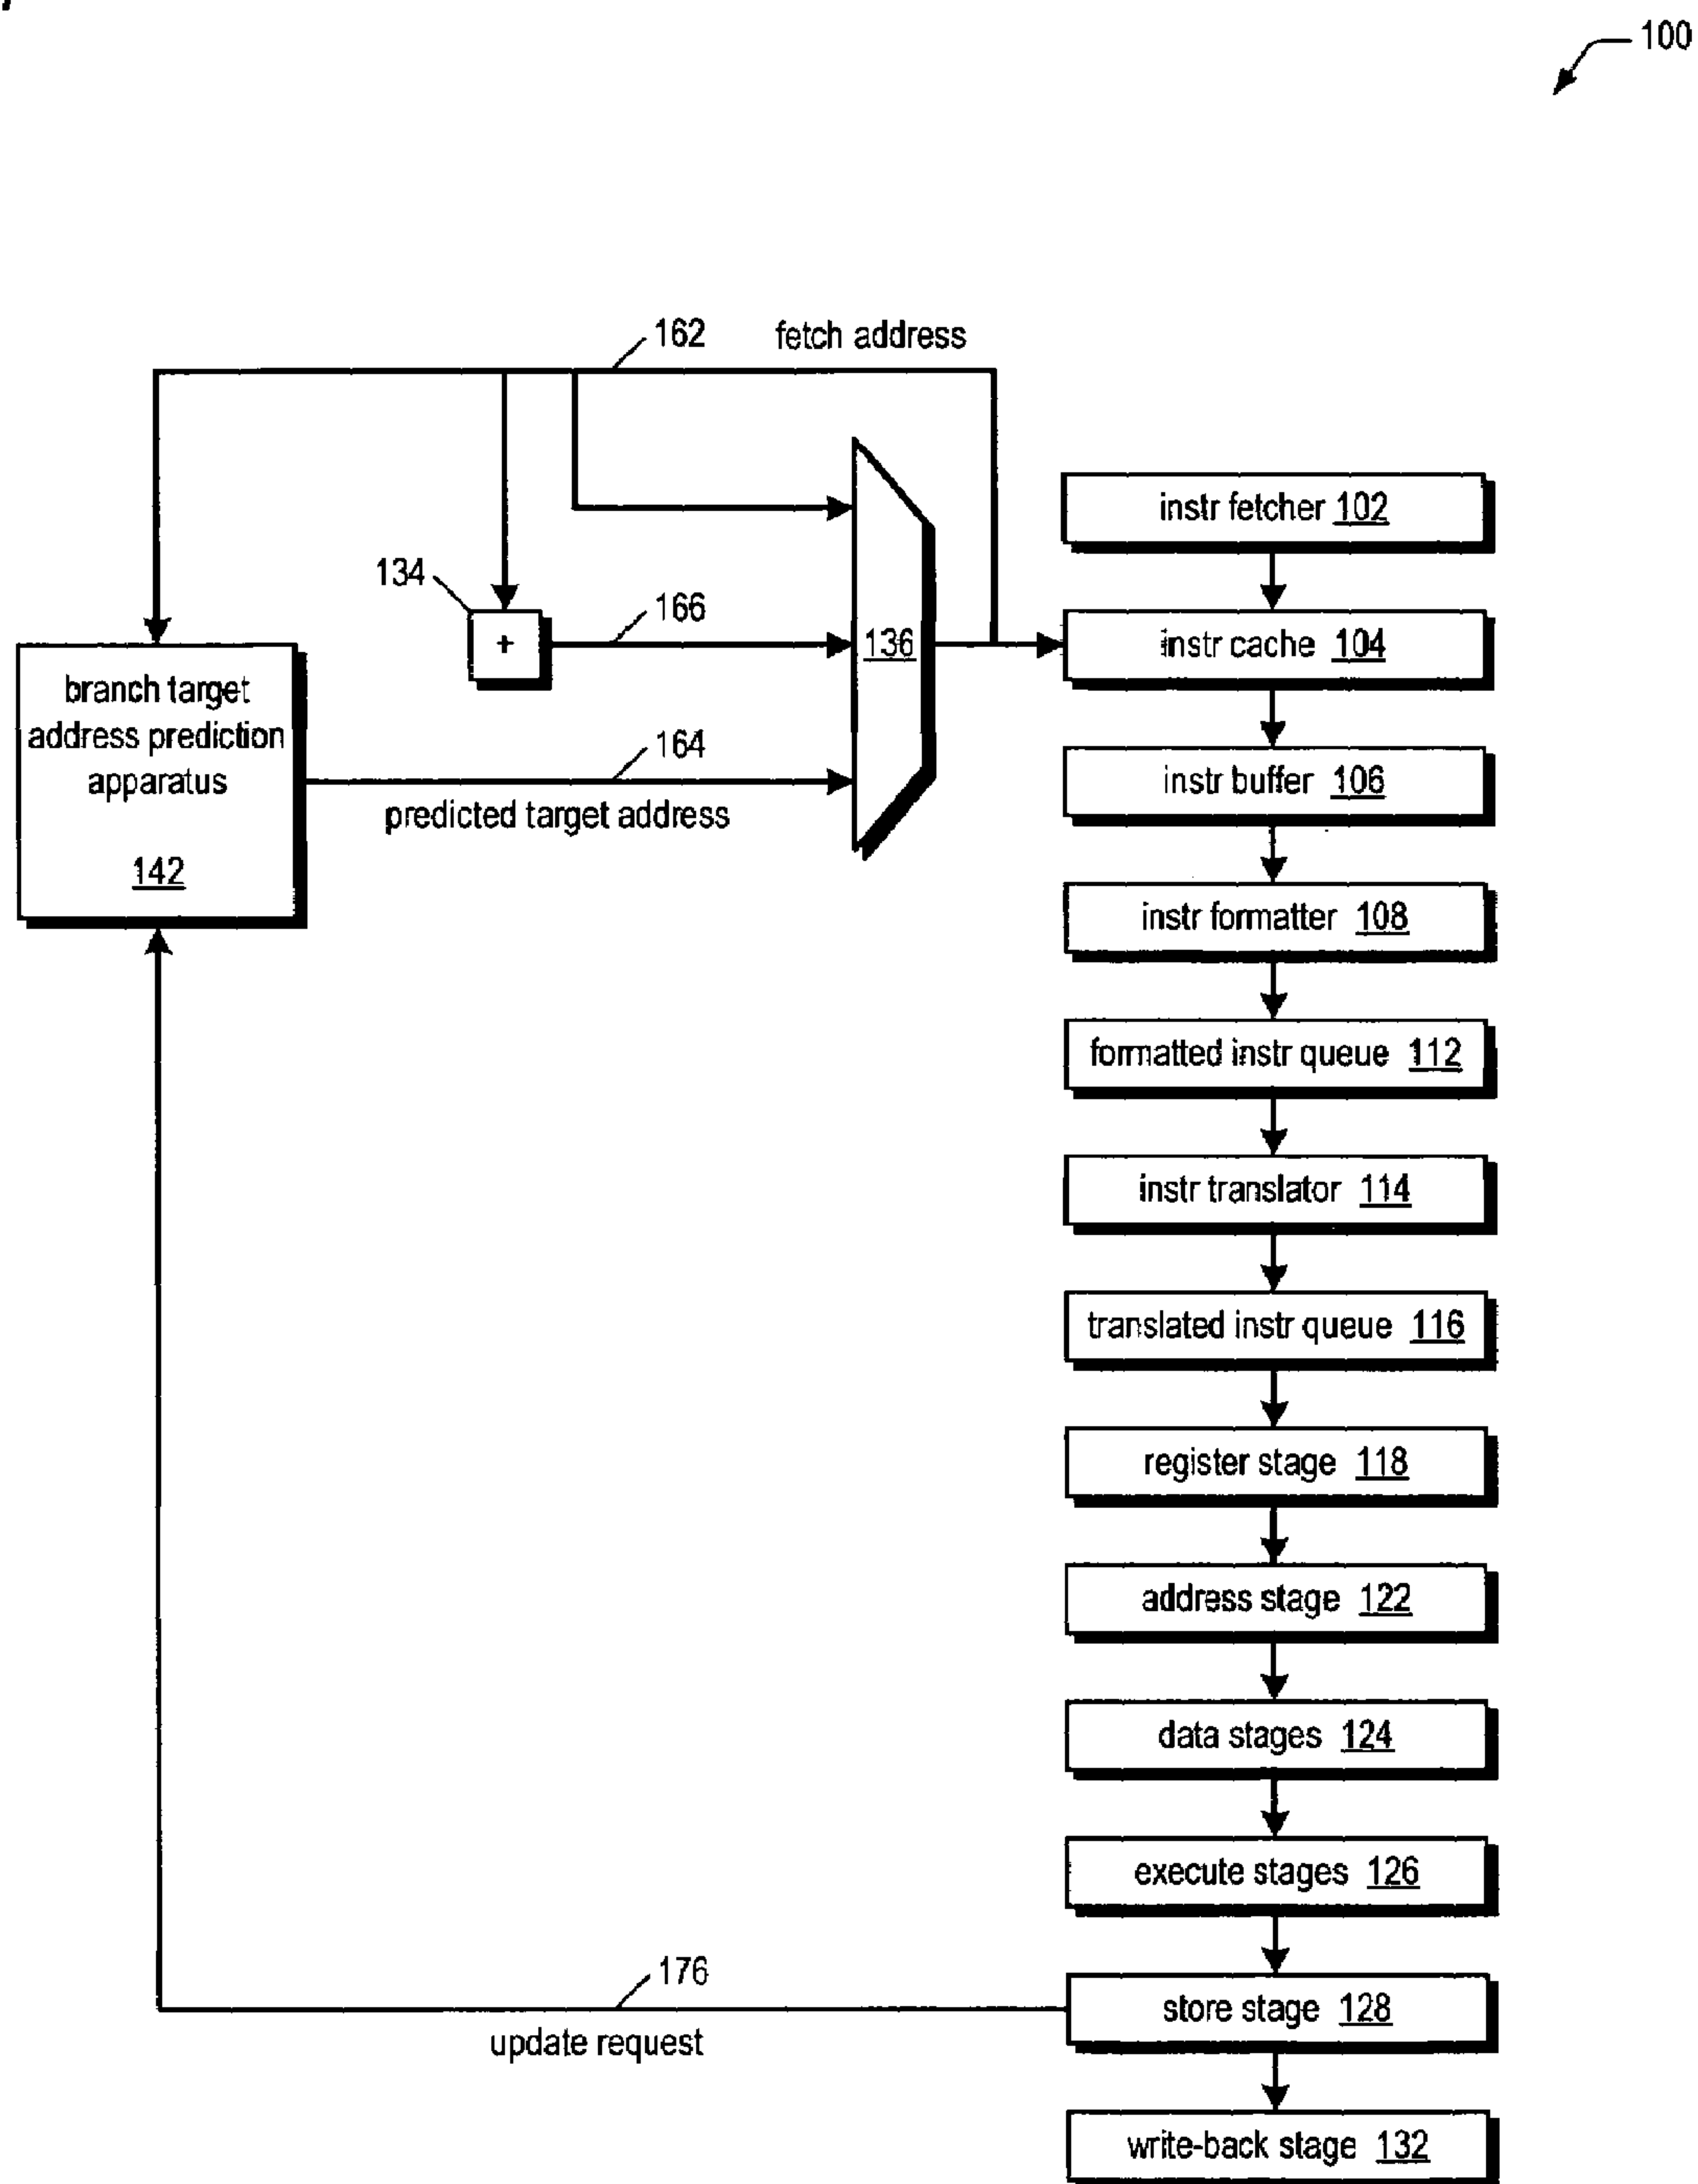 100
162 fetch address
instr fetcher 102
134
166
+
136
instr cache 104
branch target
address prediction
apparatus
142
164
predicted target address
instr buffer 106
instr formatter 108
formatted instr queue 112
instr translator 114
translated instr queue 116
register stage 118
address stage 122
data stages 124
execute stages 126
176
update request
store stage 128
write-back stage 132